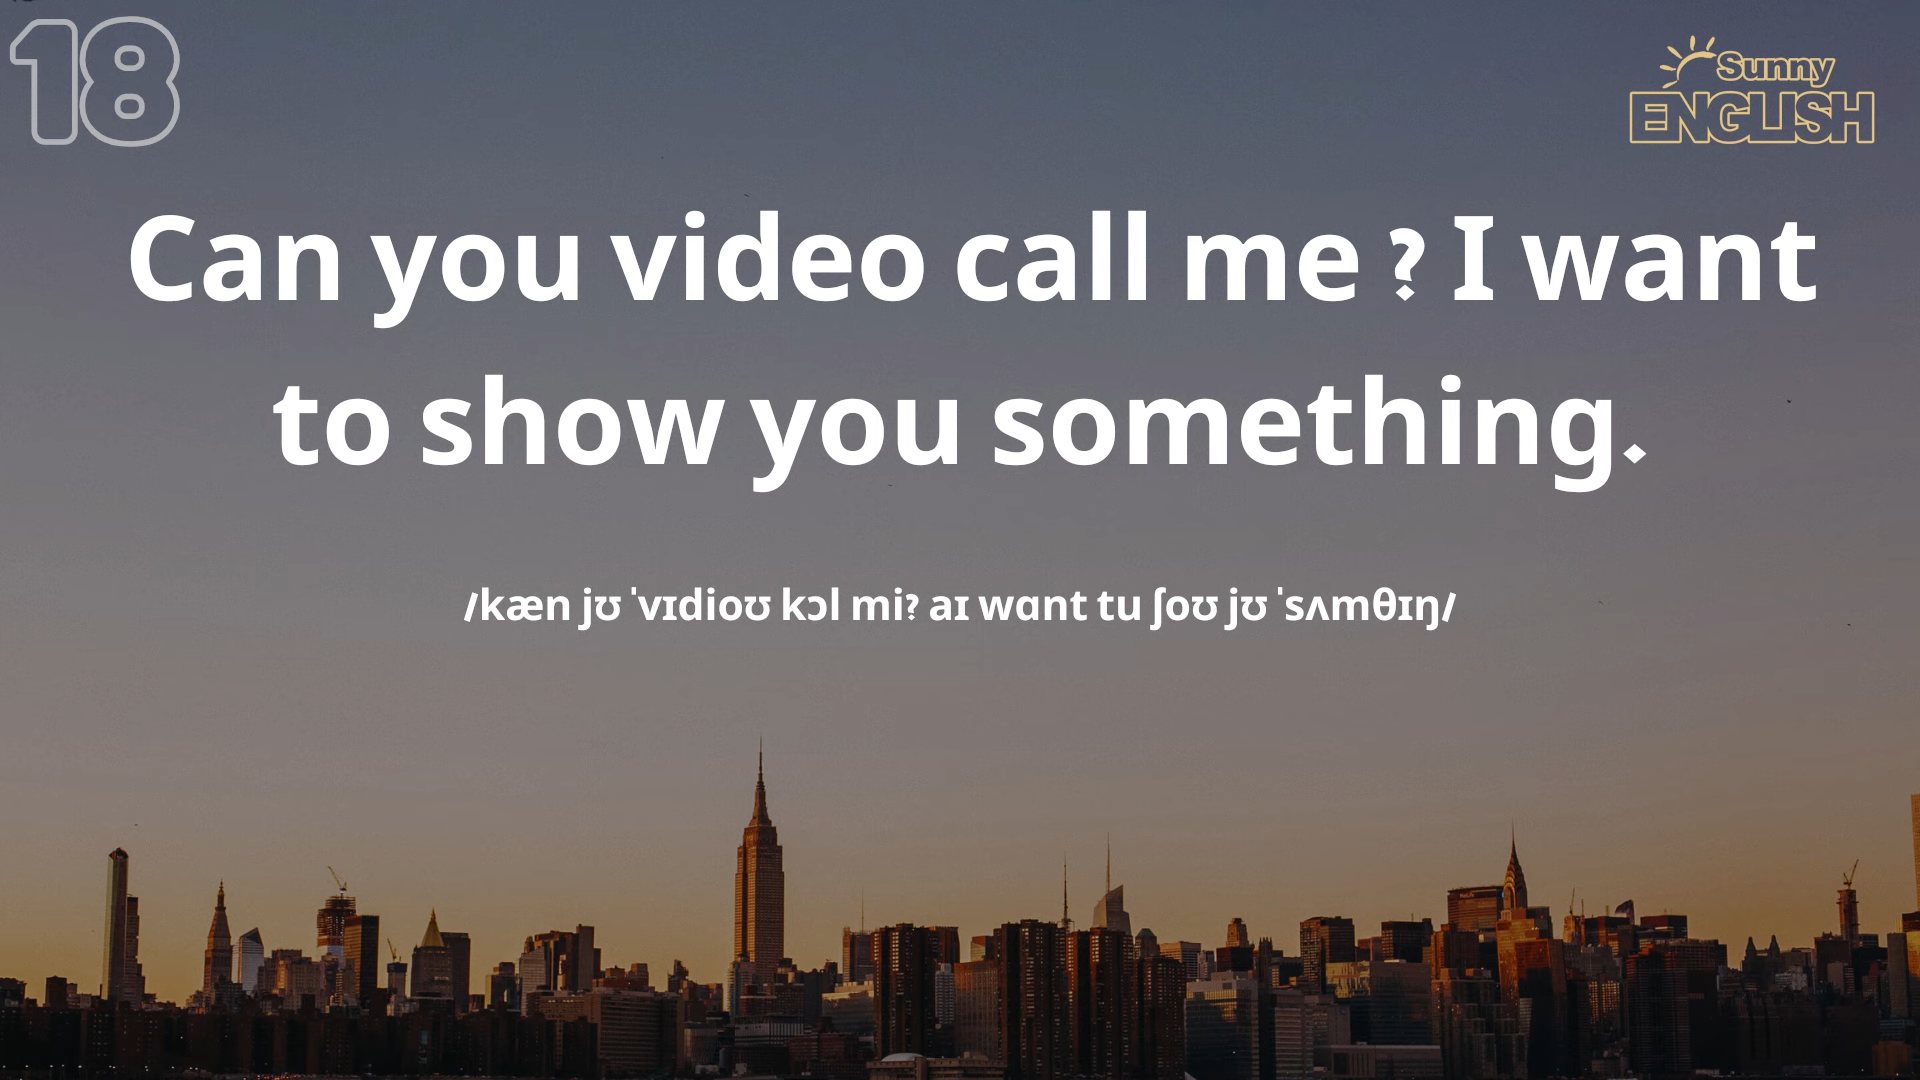 18
Sunny
ENGLISH
Can you video call me ? I want
to show you something.
/kæn jʊ ˈvɪdioʊ kɔl mi? aɪ wɑnt tu ʃoʊ jʊ ˈsʌmθɪŋ/